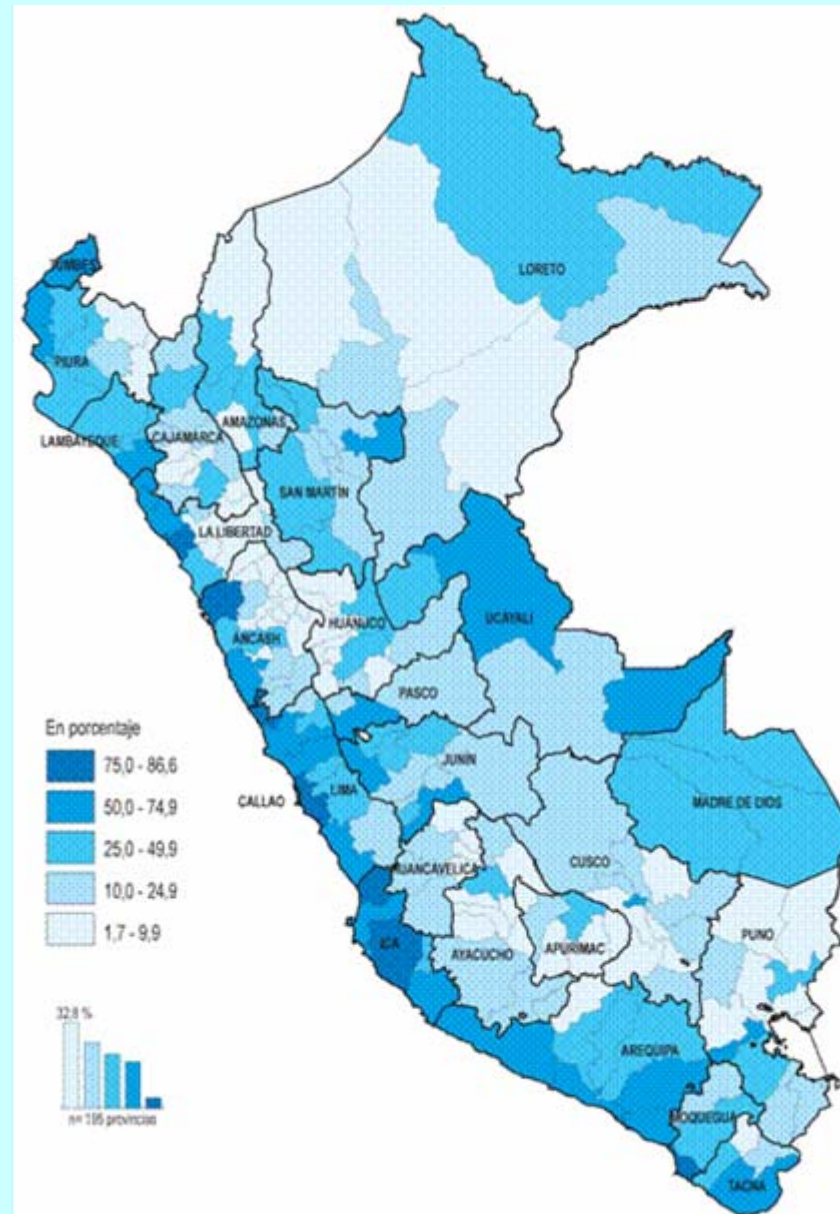 LORETO
TUMBES
PIURA
LAMBAYEQUE
CAJAMARCA
AMAZONAS
SAN MARTIN
LA LIBERTAD
ANCASH
HUANUCO
UCAYALI
PASCO
En porcentaje
75,0 - 86,6
50,0 - 74,9
25,0 - 49,9
10,0 - 24,9
1,7 - 9,9
CALLAO
LIMA
JUNÍN
MADRE DE DIOS
HUANCAVELICA
CUSCO
ICA
AYACUCHO
APURIMAC
PUNO
AREQUIPA
MOQUEGUA
TACNA
32,8 %
n= 195 provincias